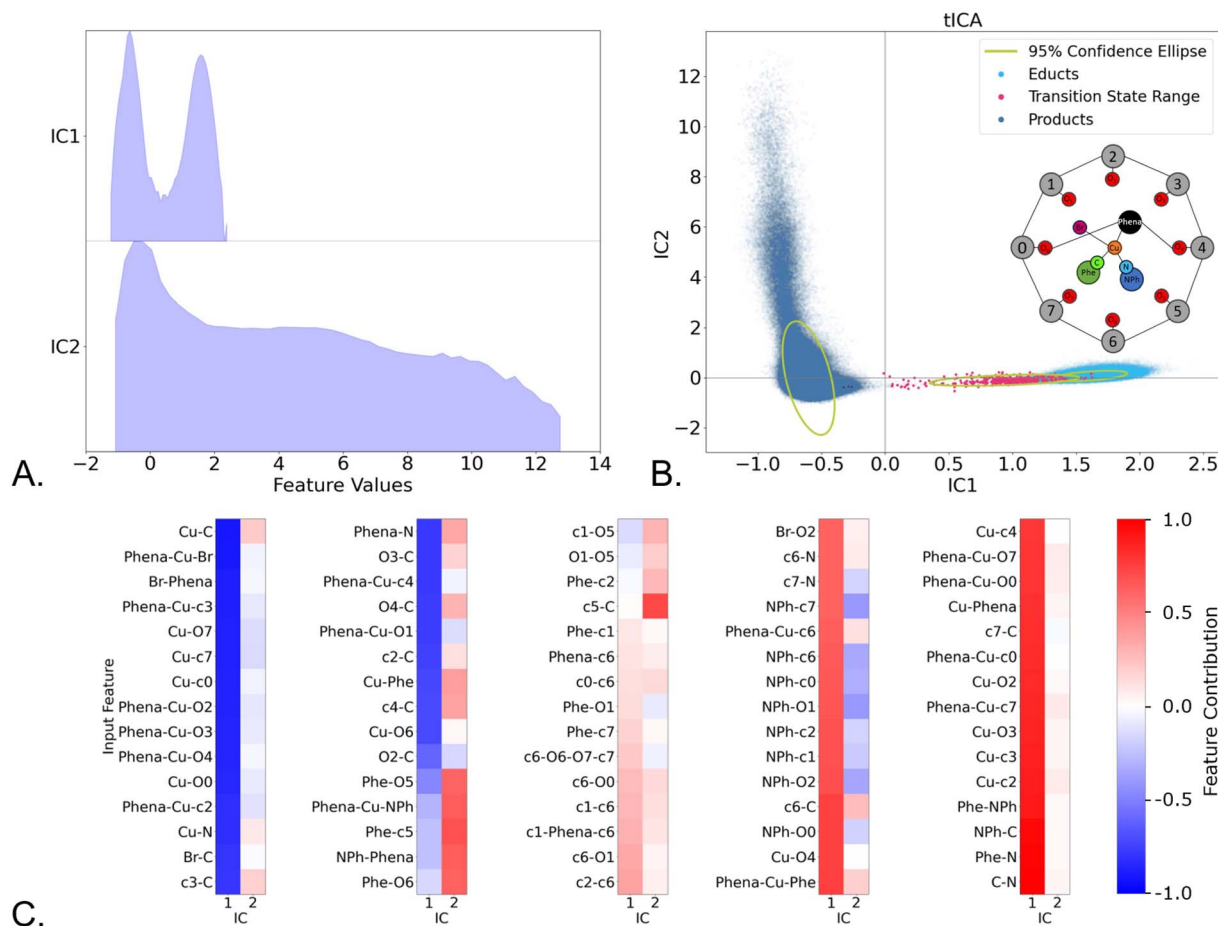 IC1
IC2
−2
0
2
4
6
8
10
12
14
Feature Values
A.
tICA
95% Confidence Ellipse
Educts
Transition State Range
Products
IC2
12
10
8
6
4
2
0
−2
−1.0
−0.5
0.0
0.5
1.0
1.5
2.0
2.5
IC1
B.
2
1
3
Br
Phena
0
4
Cu
C
N
Phe
NPh
7
5
6
Input Feature
Cu-C
Phena-Cu-Br
Br-Phena
Phena-Cu-c3
Cu-O7
Cu-c7
Cu-c0
Phena-Cu-O2
Phena-Cu-O3
Phena-Cu-O4
Cu-O0
Phena-Cu-c2
Cu-N
Br-C
c3-C
1 2
IC
Phena-N
O3-C
Phena-Cu-c4
O4-C
Phena-Cu-O1
c2-C
Cu-Phe
c4-C
Cu-O6
O2-C
Phe-O5
Phena-Cu-NPh
Phe-c5
NPh-Phena
Phe-O6
1 2
IC
c1-O5
O1-O5
Phe-c2
c5-C
Phe-c1
Phena-c6
c0-c6
Phe-O1
Phe-c7
c6-O6-O7-c7
c6-O0
c1-c6
c1-Phena-c6
c6-O1
c2-c6
1 2
IC
Br-O2
c6-N
c7-N
NPh-c7
Phena-Cu-c6
NPh-c6
NPh-c0
NPh-O1
NPh-c2
NPh-c1
NPh-O2
c6-C
NPh-O0
Cu-O4
Phena-Cu-Phe
1 2
IC
Cu-c4
Phena-Cu-O7
Phena-Cu-O0
Cu-Phena
c7-C
Phena-Cu-c0
Cu-O2
Phena-Cu-c7
Cu-O3
Cu-c3
Cu-c2
Phe-NPh
NPh-C
Phe-N
C-N
1 2
IC
1.0
0.5
0.0
-0.5
-1.0
Feature Contribution
C.